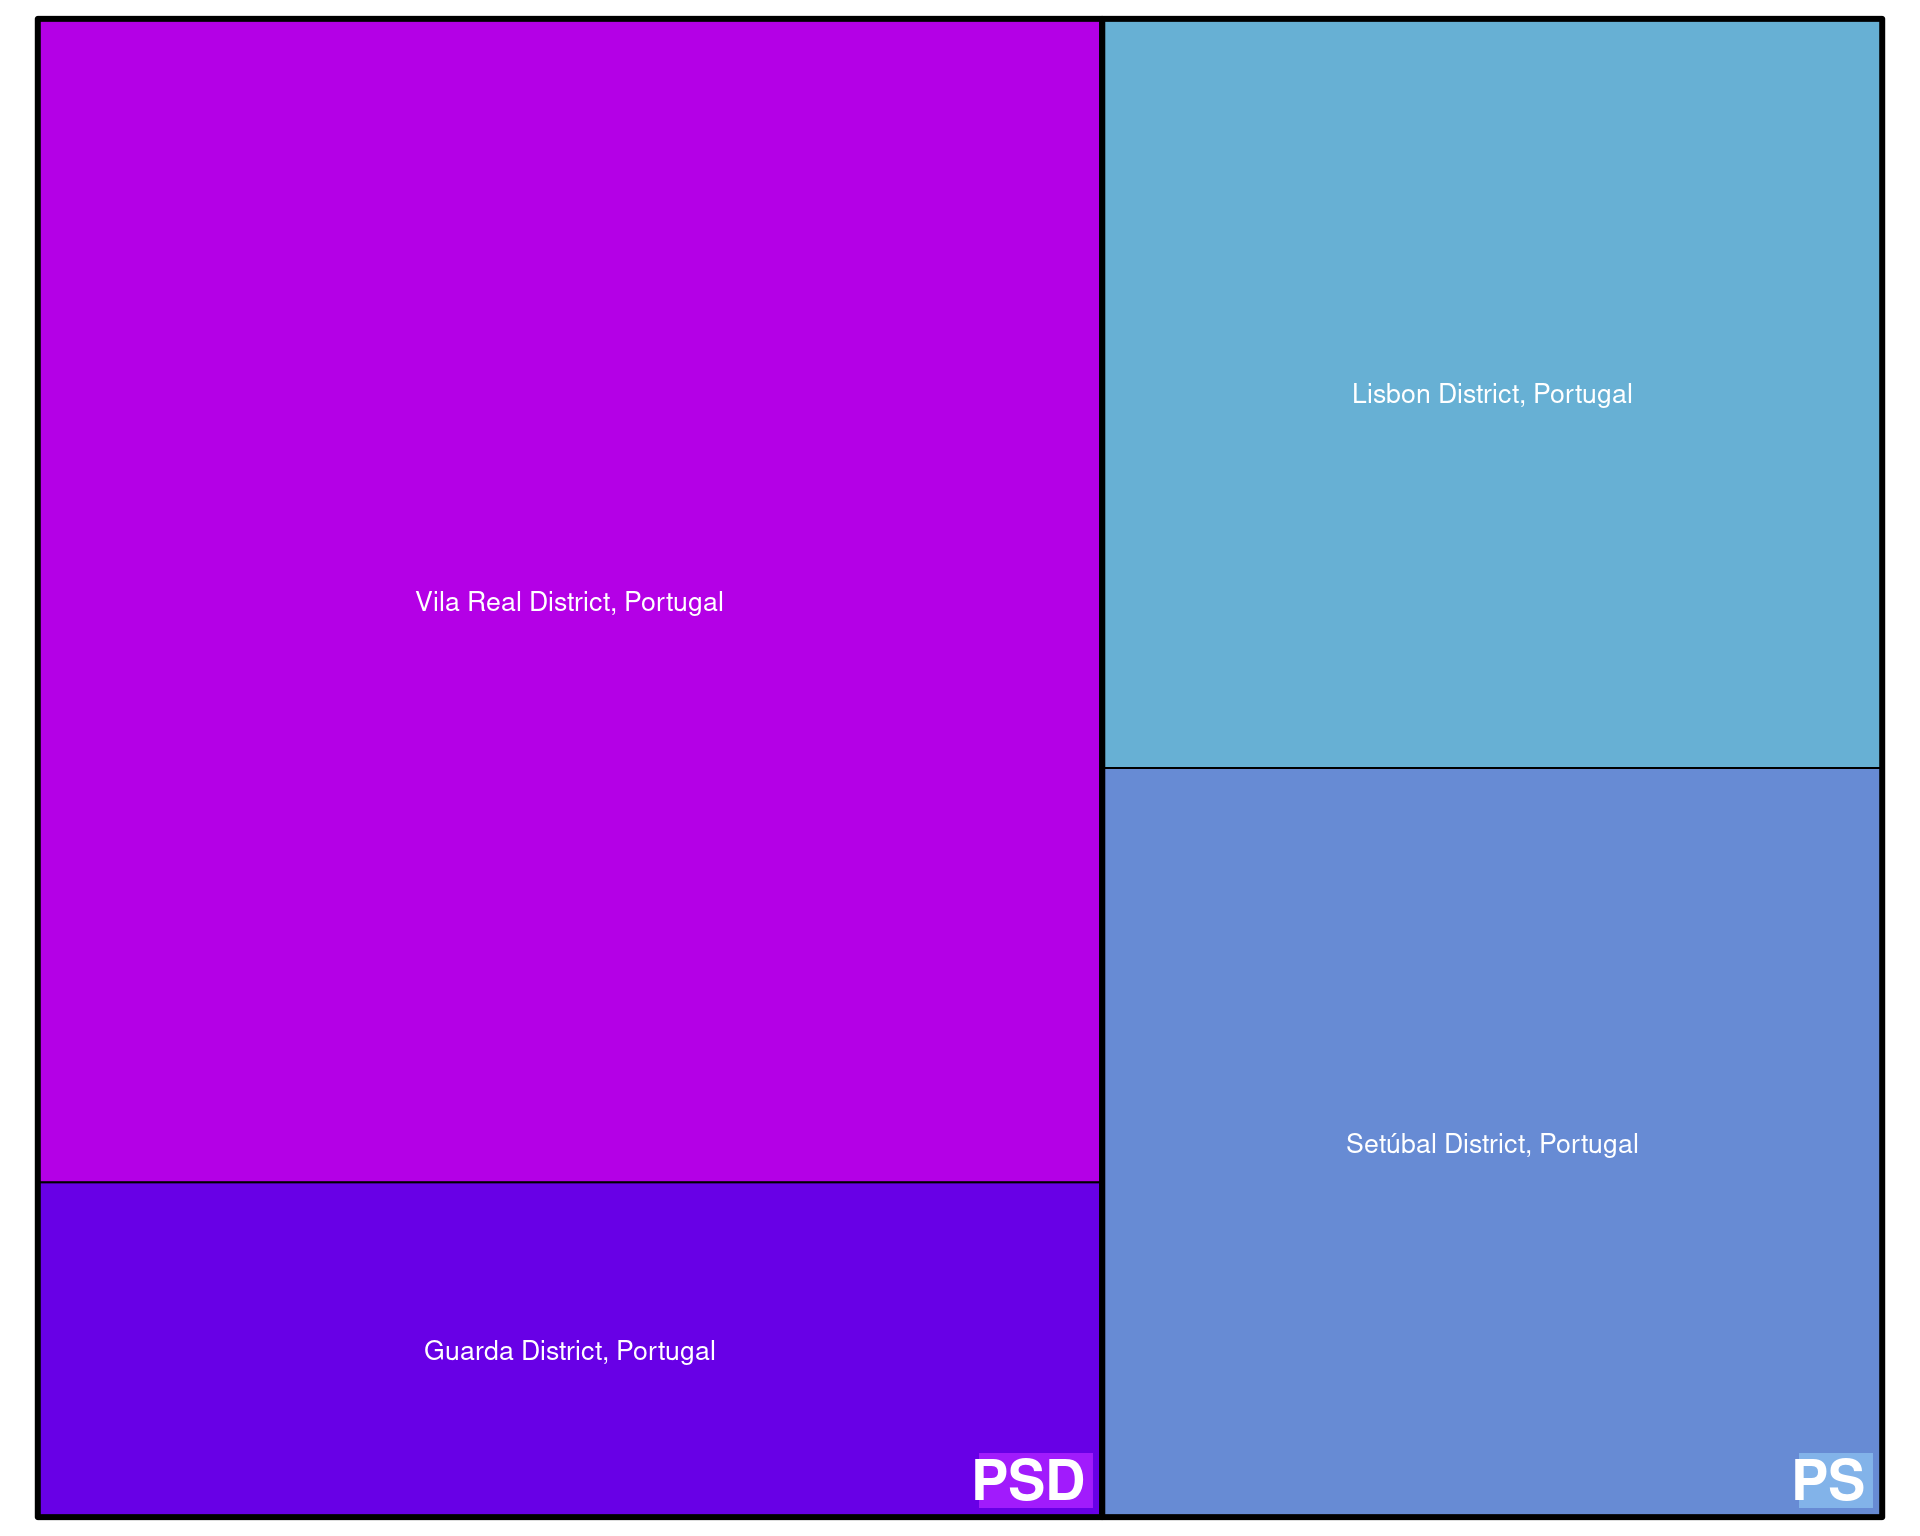 Vila Real District, Portugal
Guarda District, Portugal
PSD
Lisbon District, Portugal
Setúbal District, Portugal
PS